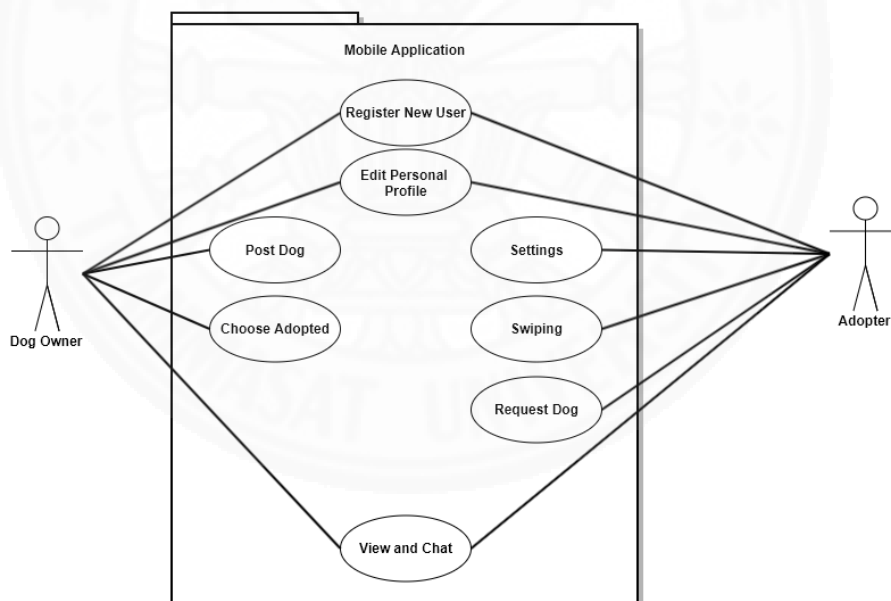 Mobile Application
Register New User
Edit Personal
Profile
Post Dog
Settings
Choose Adopted
Swiping
Dog Owner
Adopter
Request Dog
View and Chat